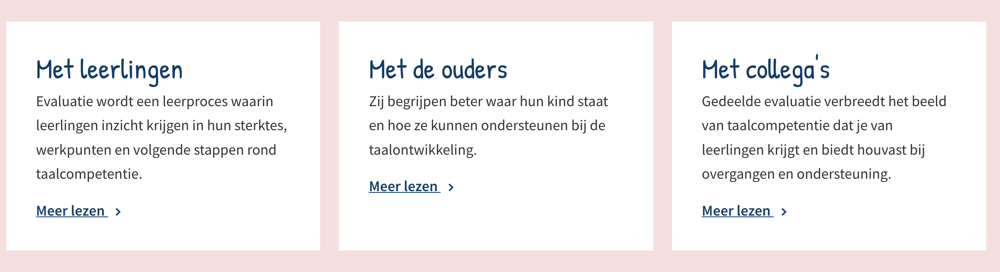 Met leerlingen
Evaluatie wordt een leerproces waarin
leerlingen inzicht krijgen in hun sterktes,
werkpunten en volgende stappen rond
taalcompetentie.
Meer lezen
Met de ouders
Zij begrijpen beter waar hun kind staat
en hoe ze kunnen ondersteunen bij de
taalontwikkeling.
Meer lezen
Met collega's
Gedeelde evaluatie verbreedt het beeld
van taalcompetentie dat je van
leerlingen krijgt en biedt houvast bij
overgangen en ondersteuning.
Meer lezen